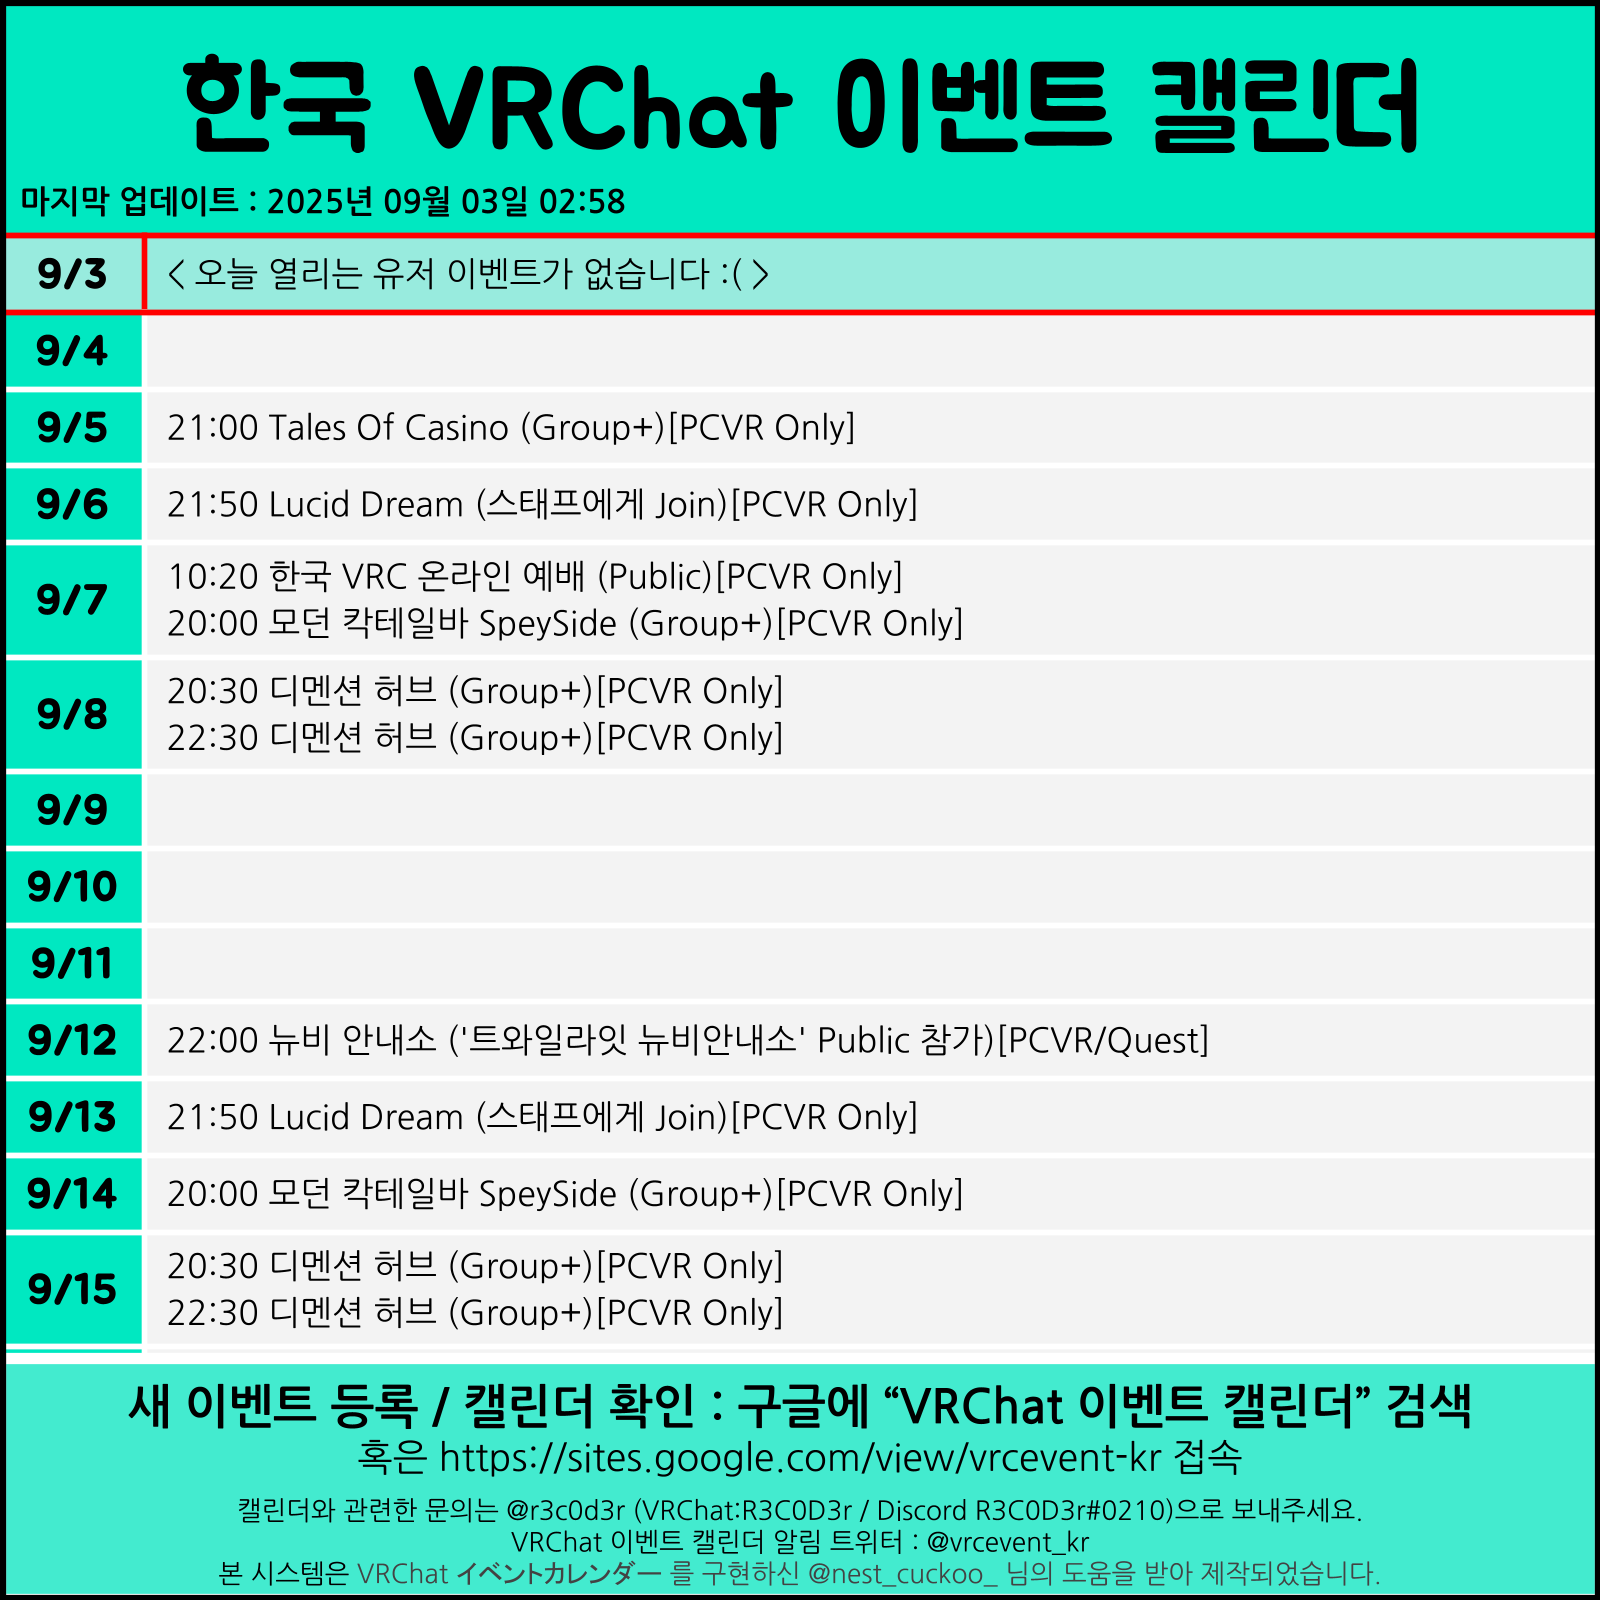 한국 VRChat 이벤트 캘린더
마지막 업데이트 : 2025년 09월 03일 02:58
9/3 < 오늘 열리는 유저 이벤트가 없습니다 :( >
9/4
9/5 21:00 Tales Of Casino (Group+)[PCVR Only]
9/6 21:50 Lucid Dream (스태프에게 Join)[PCVR Only]
9/7 10:20 한국 VRC 온라인 예배 (Public)[PCVR Only]
20:00 모던 칵테일바 SpeySide (Group+)[PCVR Only]
9/8 20:30 디멘션 허브 (Group+)[PCVR Only]
22:30 디멘션 허브 (Group+)[PCVR Only]
9/9
9/10
9/11
9/12 22:00 뉴비 안내소 ('트와일라잇 뉴비안내소' Public 참가)[PCVR/Quest]
9/13 21:50 Lucid Dream (스태프에게 Join)[PCVR Only]
9/14 20:00 모던 칵테일바 SpeySide (Group+)[PCVR Only]
9/15 20:30 디멘션 허브 (Group+)[PCVR Only]
22:30 디멘션 허브 (Group+)[PCVR Only]
새 이벤트 등록 / 캘린더 확인 : 구글에 “VRChat 이벤트 캘린더” 검색
혹은 https://sites.google.com/view/vrcevent-kr 접속
캘린더와 관련한 문의는 @r3c0d3r (VRChat:R3C0D3r / Discord R3C0D3r#0210)으로 보내주세요.
VRChat 이벤트 캘린더 알림 트위터 : @vrcevent_kr
본 시스템은 VRChat イベントカレンダー 를 구현하신 @nest_cuckoo_ 님의 도움을 받아 제작되었습니다.